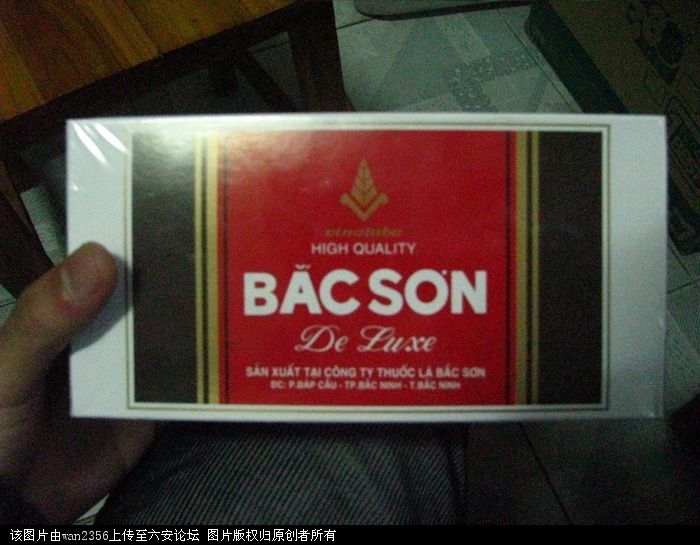 vinataba
HIGH QUALITY
BẮC SƠN
De Luxe
SẢN XUẤT TẠI CÔNG TY THUỐC LÁ BẮC SƠN
ĐC: P.ĐÁP CẦU - TP.BẮC NINH - T.BẮC NINH
该图片由wan2356上传至六安论坛 图片版权归原创者所有